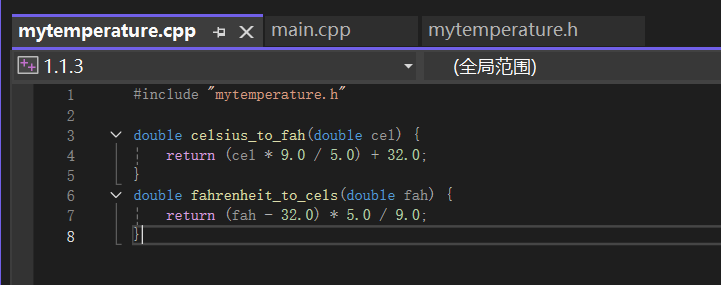 mytemperature.cpp main.cpp mytemperature.h
1.1.3 (全局范围)
1 #include "mytemperature.h"
2
3 double celsius_to_fah(double cel) {
4 return (cel * 9.0 / 5.0) + 32.0;
5 }
6 double fahrenheit_to_cels(double fah) {
7 return (fah - 32.0) * 5.0 / 9.0;
8 }